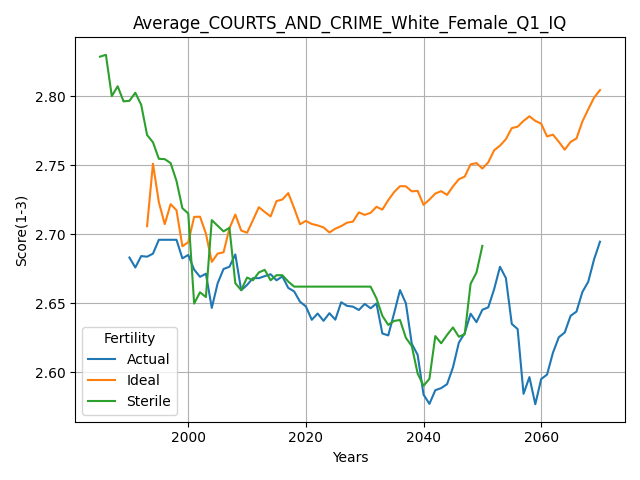 Average_COURTS_AND_CRIME_White_Female_Q1_IQ
Score(1-3)
2.80
2.75
2.70
2.65
2.60
Fertility
Actual
Ideal
Sterile
2000 2020 2040 2060
Years